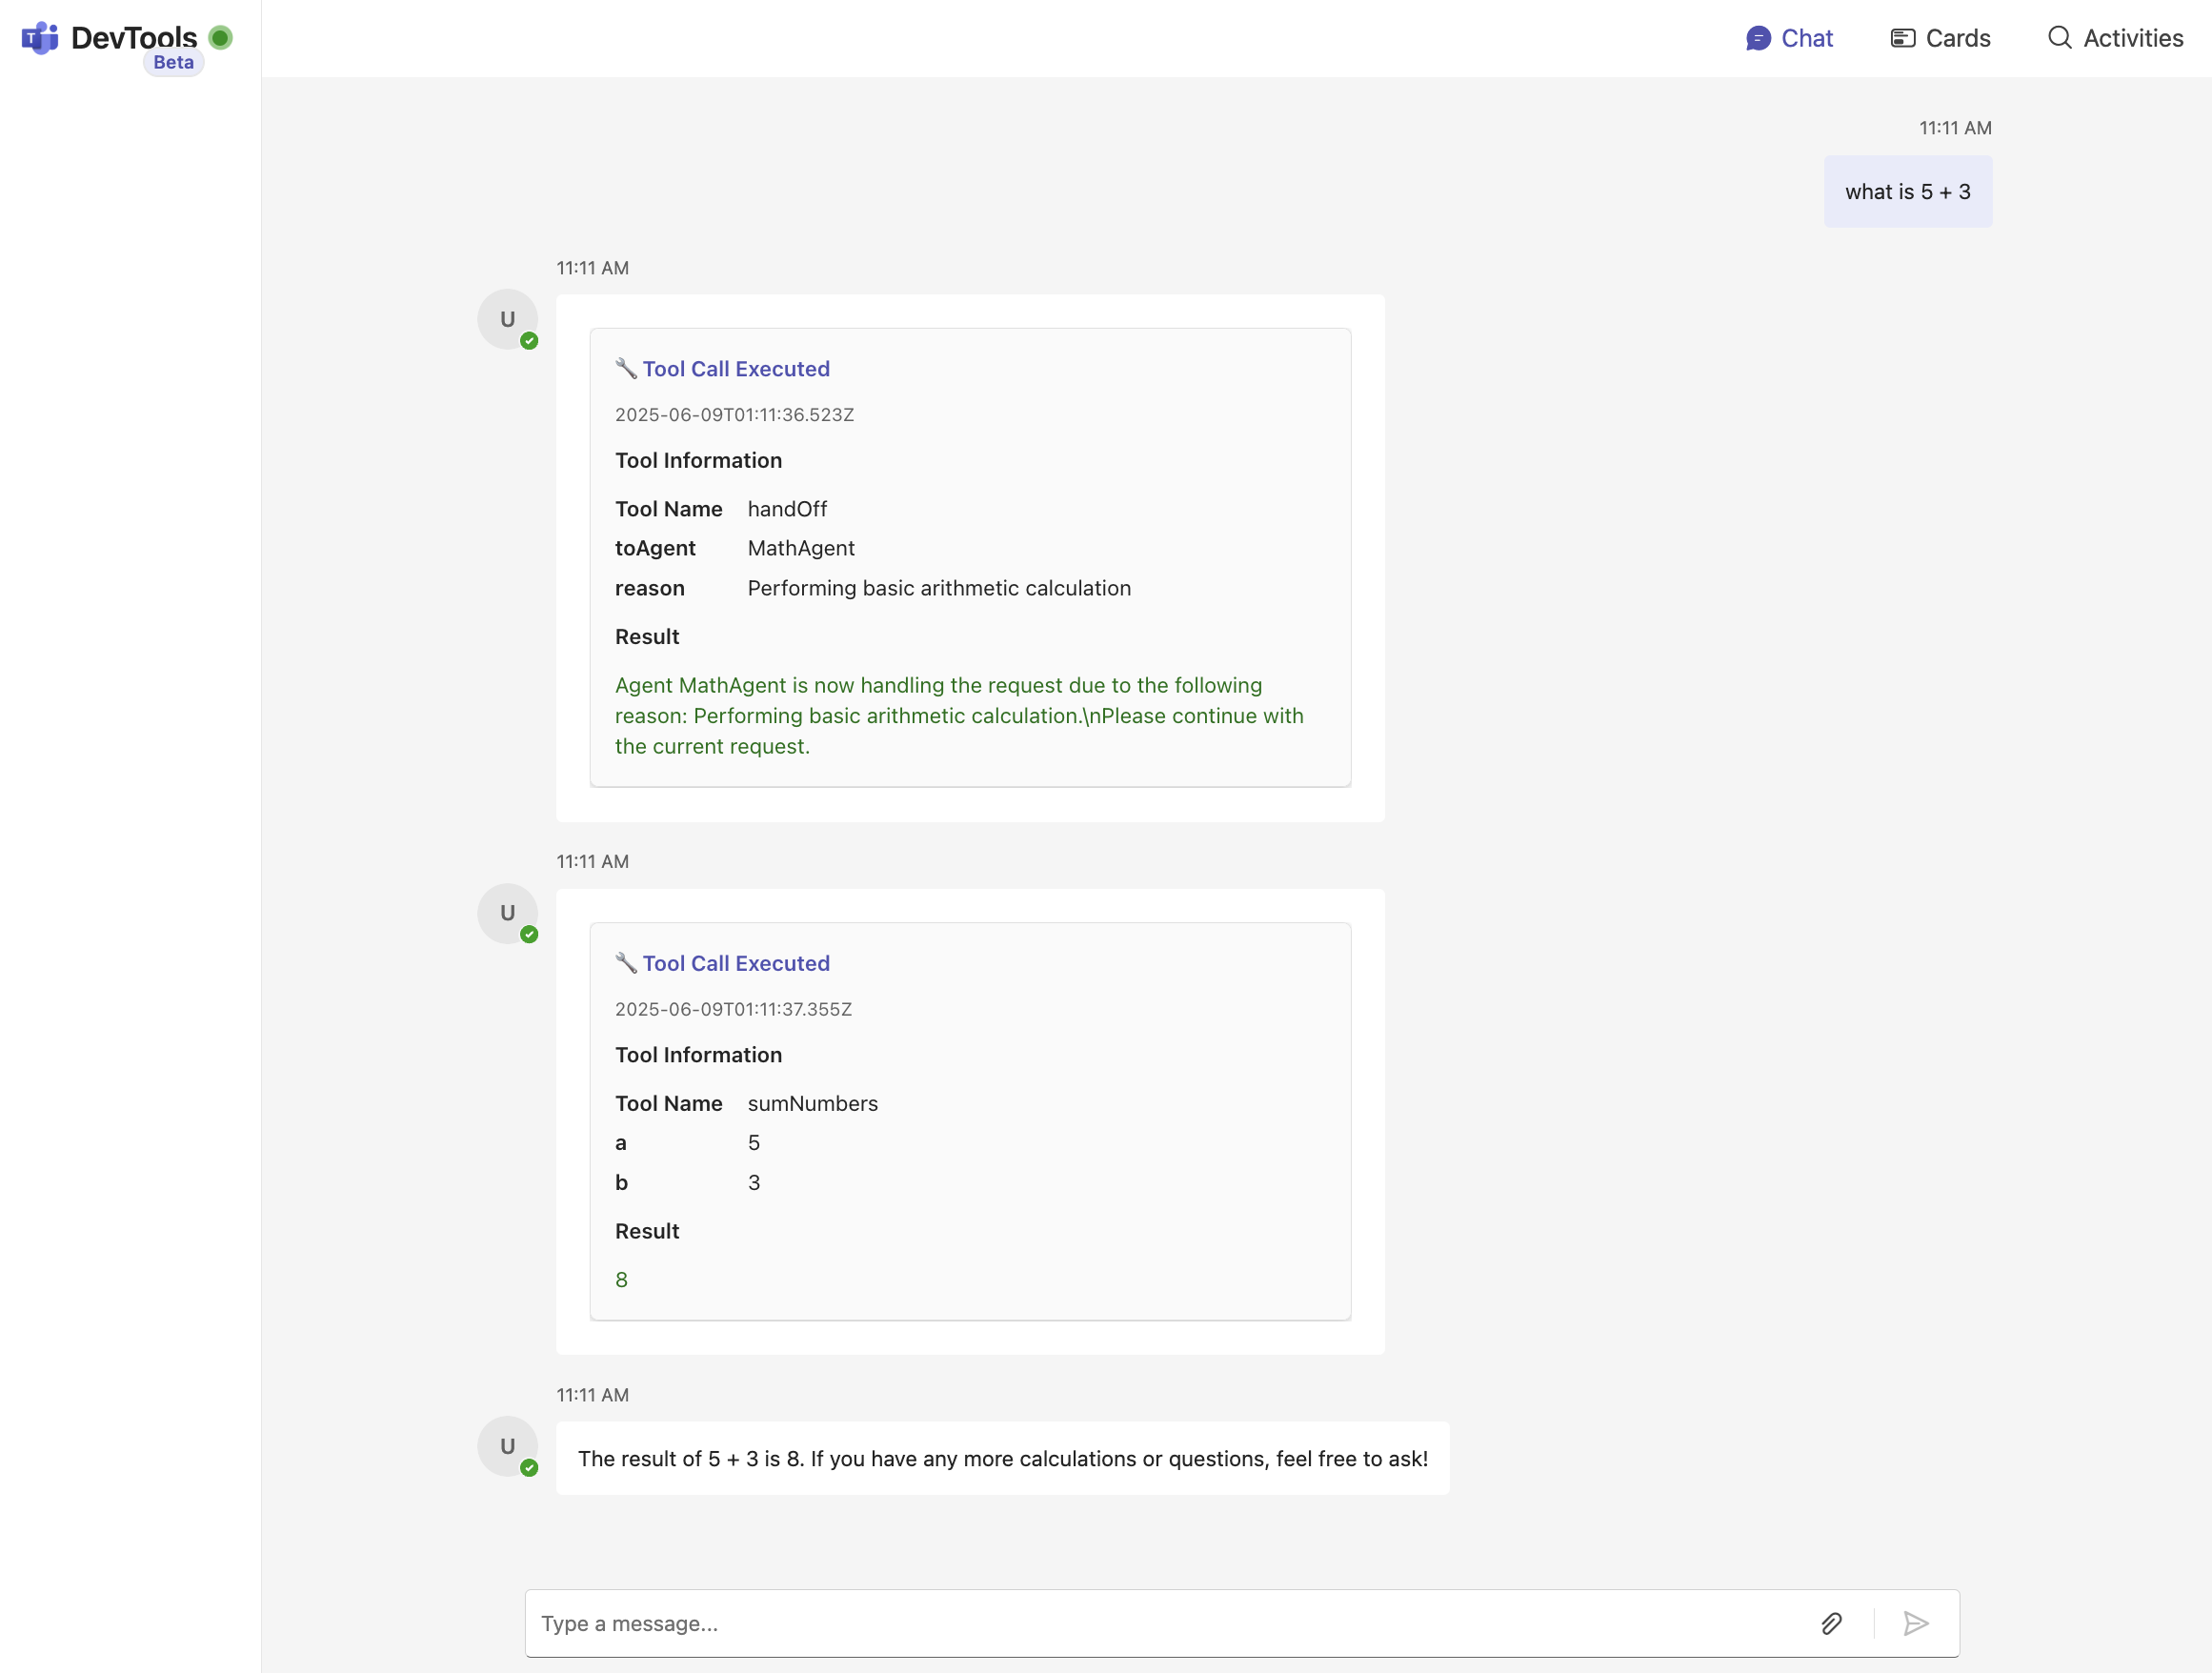 DevTools
Beta
Chat
Cards
Activities
11:11 AM
what is 5 + 3
11:11 AM
U
🔧 Tool Call Executed
2025-06-09T01:11:36.523Z
Tool Information
Tool Name handOff
toAgent MathAgent
reason Performing basic arithmetic calculation
Result
Agent MathAgent is now handling the request due to the following
reason: Performing basic arithmetic calculation.\nPlease continue with
the current request.
11:11 AM
U
🔧 Tool Call Executed
2025-06-09T01:11:37.355Z
Tool Information
Tool Name sumNumbers
a 5
b 3
Result
8
11:11 AM
U
The result of 5 + 3 is 8. If you have any more calculations or questions, feel free to ask!
Type a message...